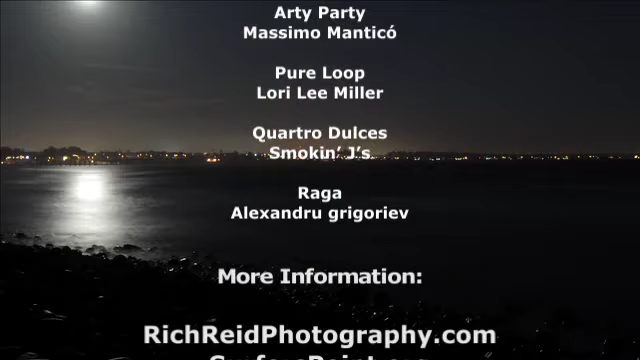 Arty Party
Massimo Manticó
Pure Loop
Lori Lee Miller
Quartro Dulces
Smokin’ J’s
Raga
Alexandru grigoriev
More Information:
RichReidPhotography.com